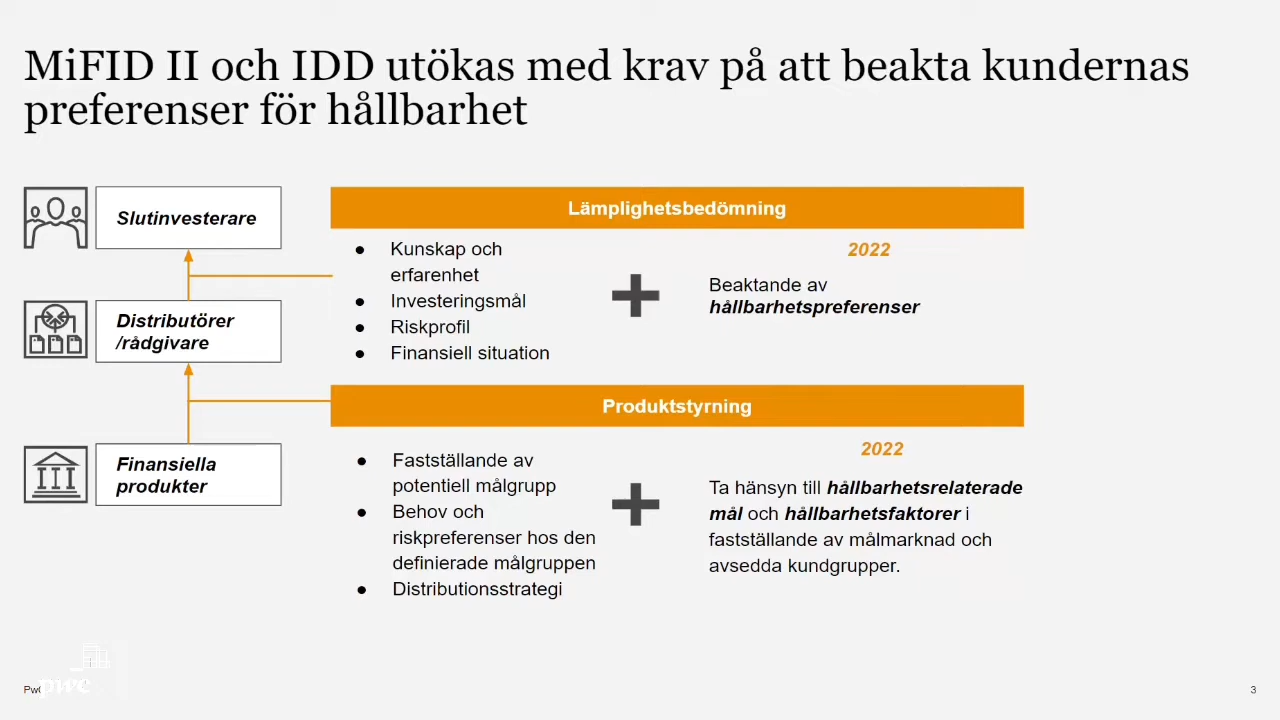 MiFID II och IDD utökas med krav på att beakta kundernas
preferenser för hållbarhet
Slutinvesterare
Distributörer
/rådgivare
Finansiella
produkter
Lämplighetsbedömning
● Kunskap och
erfarenhet
● Investeringsmål
● Riskprofil
● Finansiell situation
2022
Beaktande av
hållbarhetspreferenser
Produktstyrning
● Fastställande av
potentiell målgrupp
● Behov och
riskpreferenser hos den
definierade målgruppen
● Distributionsstrategi
2022
Ta hänsyn till hållbarhetsrelaterade
mål och hållbarhetsfaktorer i
fastställande av målmarknad och
avsedda kundgrupper.
pwc
3